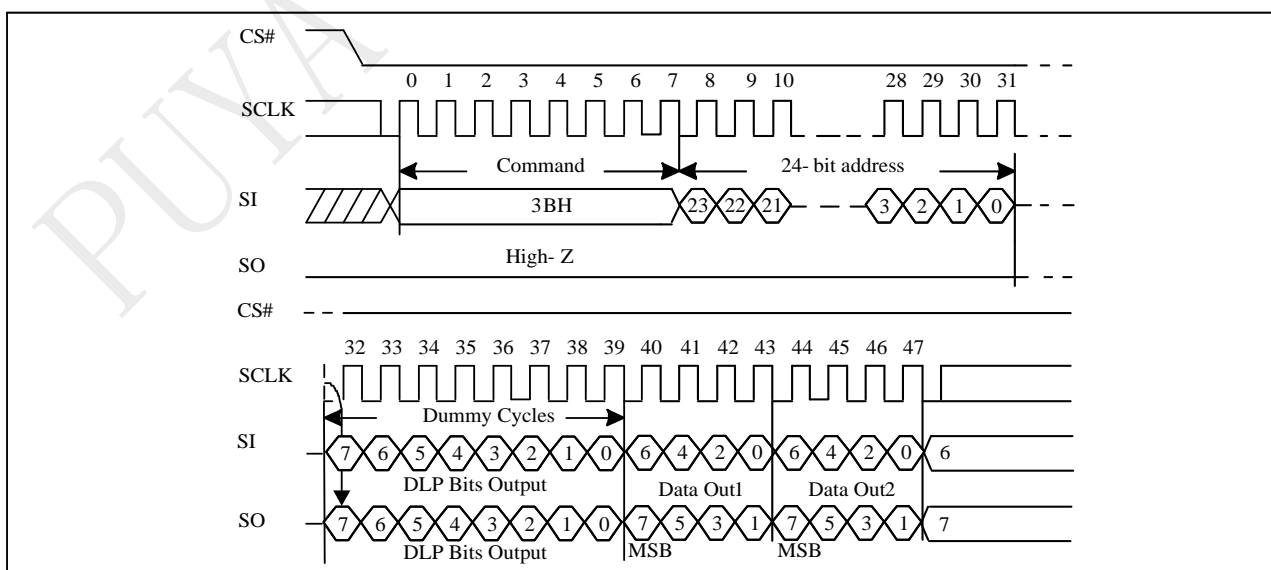 PUYA
CS#
0 1 2 3 4 5 6 7 8 9 10 28 29 30 31
SCLK
Command 24- bit address
SI 3BH 23 22 21 3 2 1 0
High- Z
SO
CS#
32 33 34 35 36 37 38 39 40 41 42 43 44 45 46 47
SCLK
Dummy Cycles
SI 7 6 5 4 3 2 1 0 6 4 2 0 6 4 2 0 6
DLP Bits Output Data Out1 Data Out2
SO 7 6 5 4 3 2 1 0 7 5 3 1 7 5 3 1 7
DLP Bits Output MSB MSB